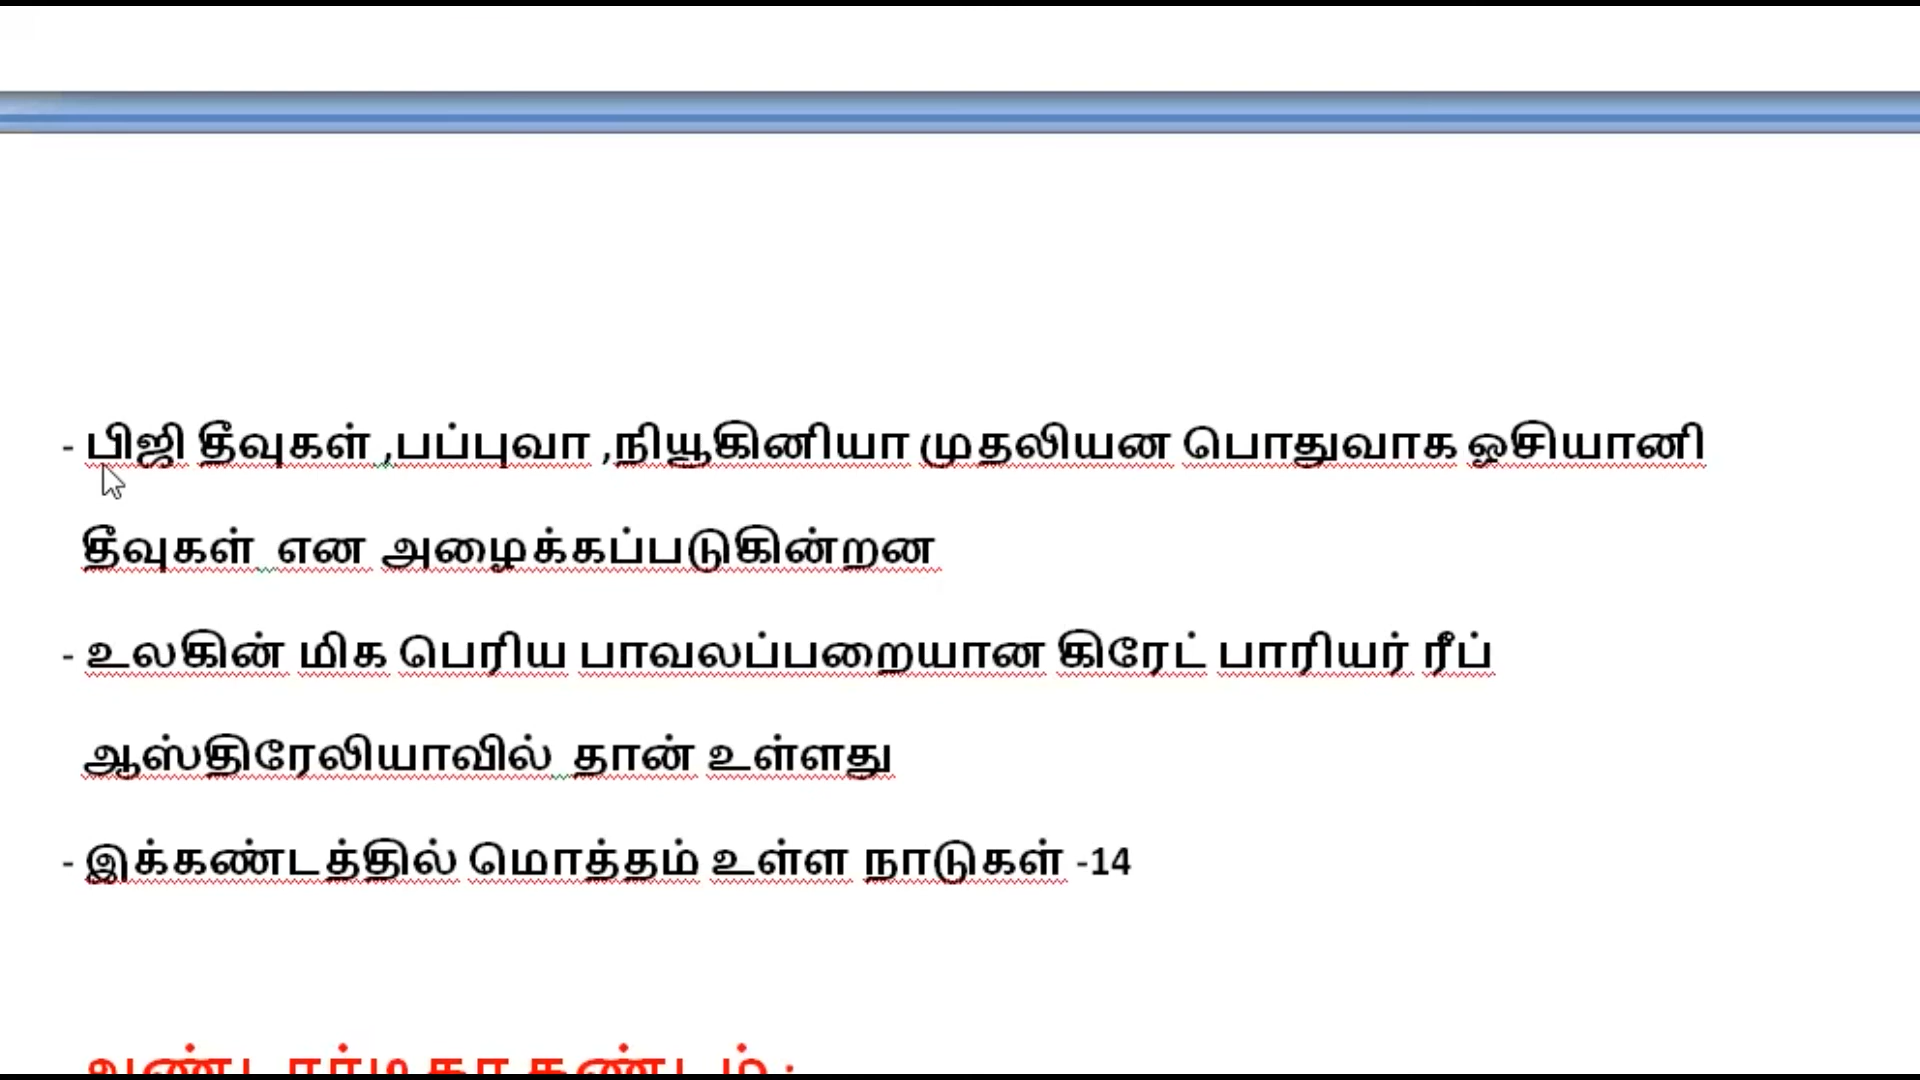 - பிஜி தீவுகள் ,பப்புவா ,நியூகினியா முதலியன பொதுவாக ஒசியானி
தீவுகள் என அழைக்கப்படுகின்றன
- உலகின் மிக பெரிய பாவலப்பறையான கிரேட் பாரியர் ரீப்
ஆஸ்திரேலியாவில் தான் உள்ளது
- இக்கண்டத்தில் மொத்தம் உள்ள நாடுகள் -14